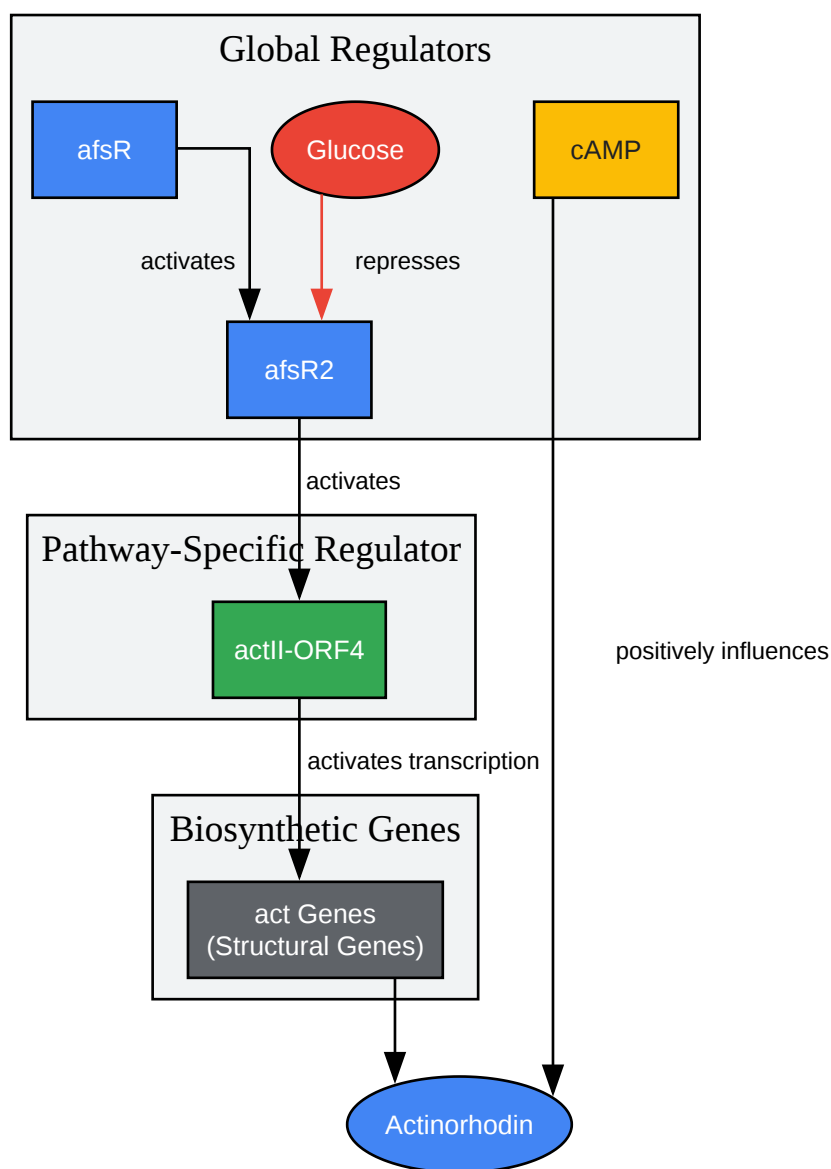 Global Regulators
afsR
Glucose
cAMP
activates
represses
afsR2
activates
Pathway-Specific Regulator
actII-ORF4
positively influences
activates transcription
Biosynthetic Genes
act Genes
(Structural Genes)
Actinorhodin